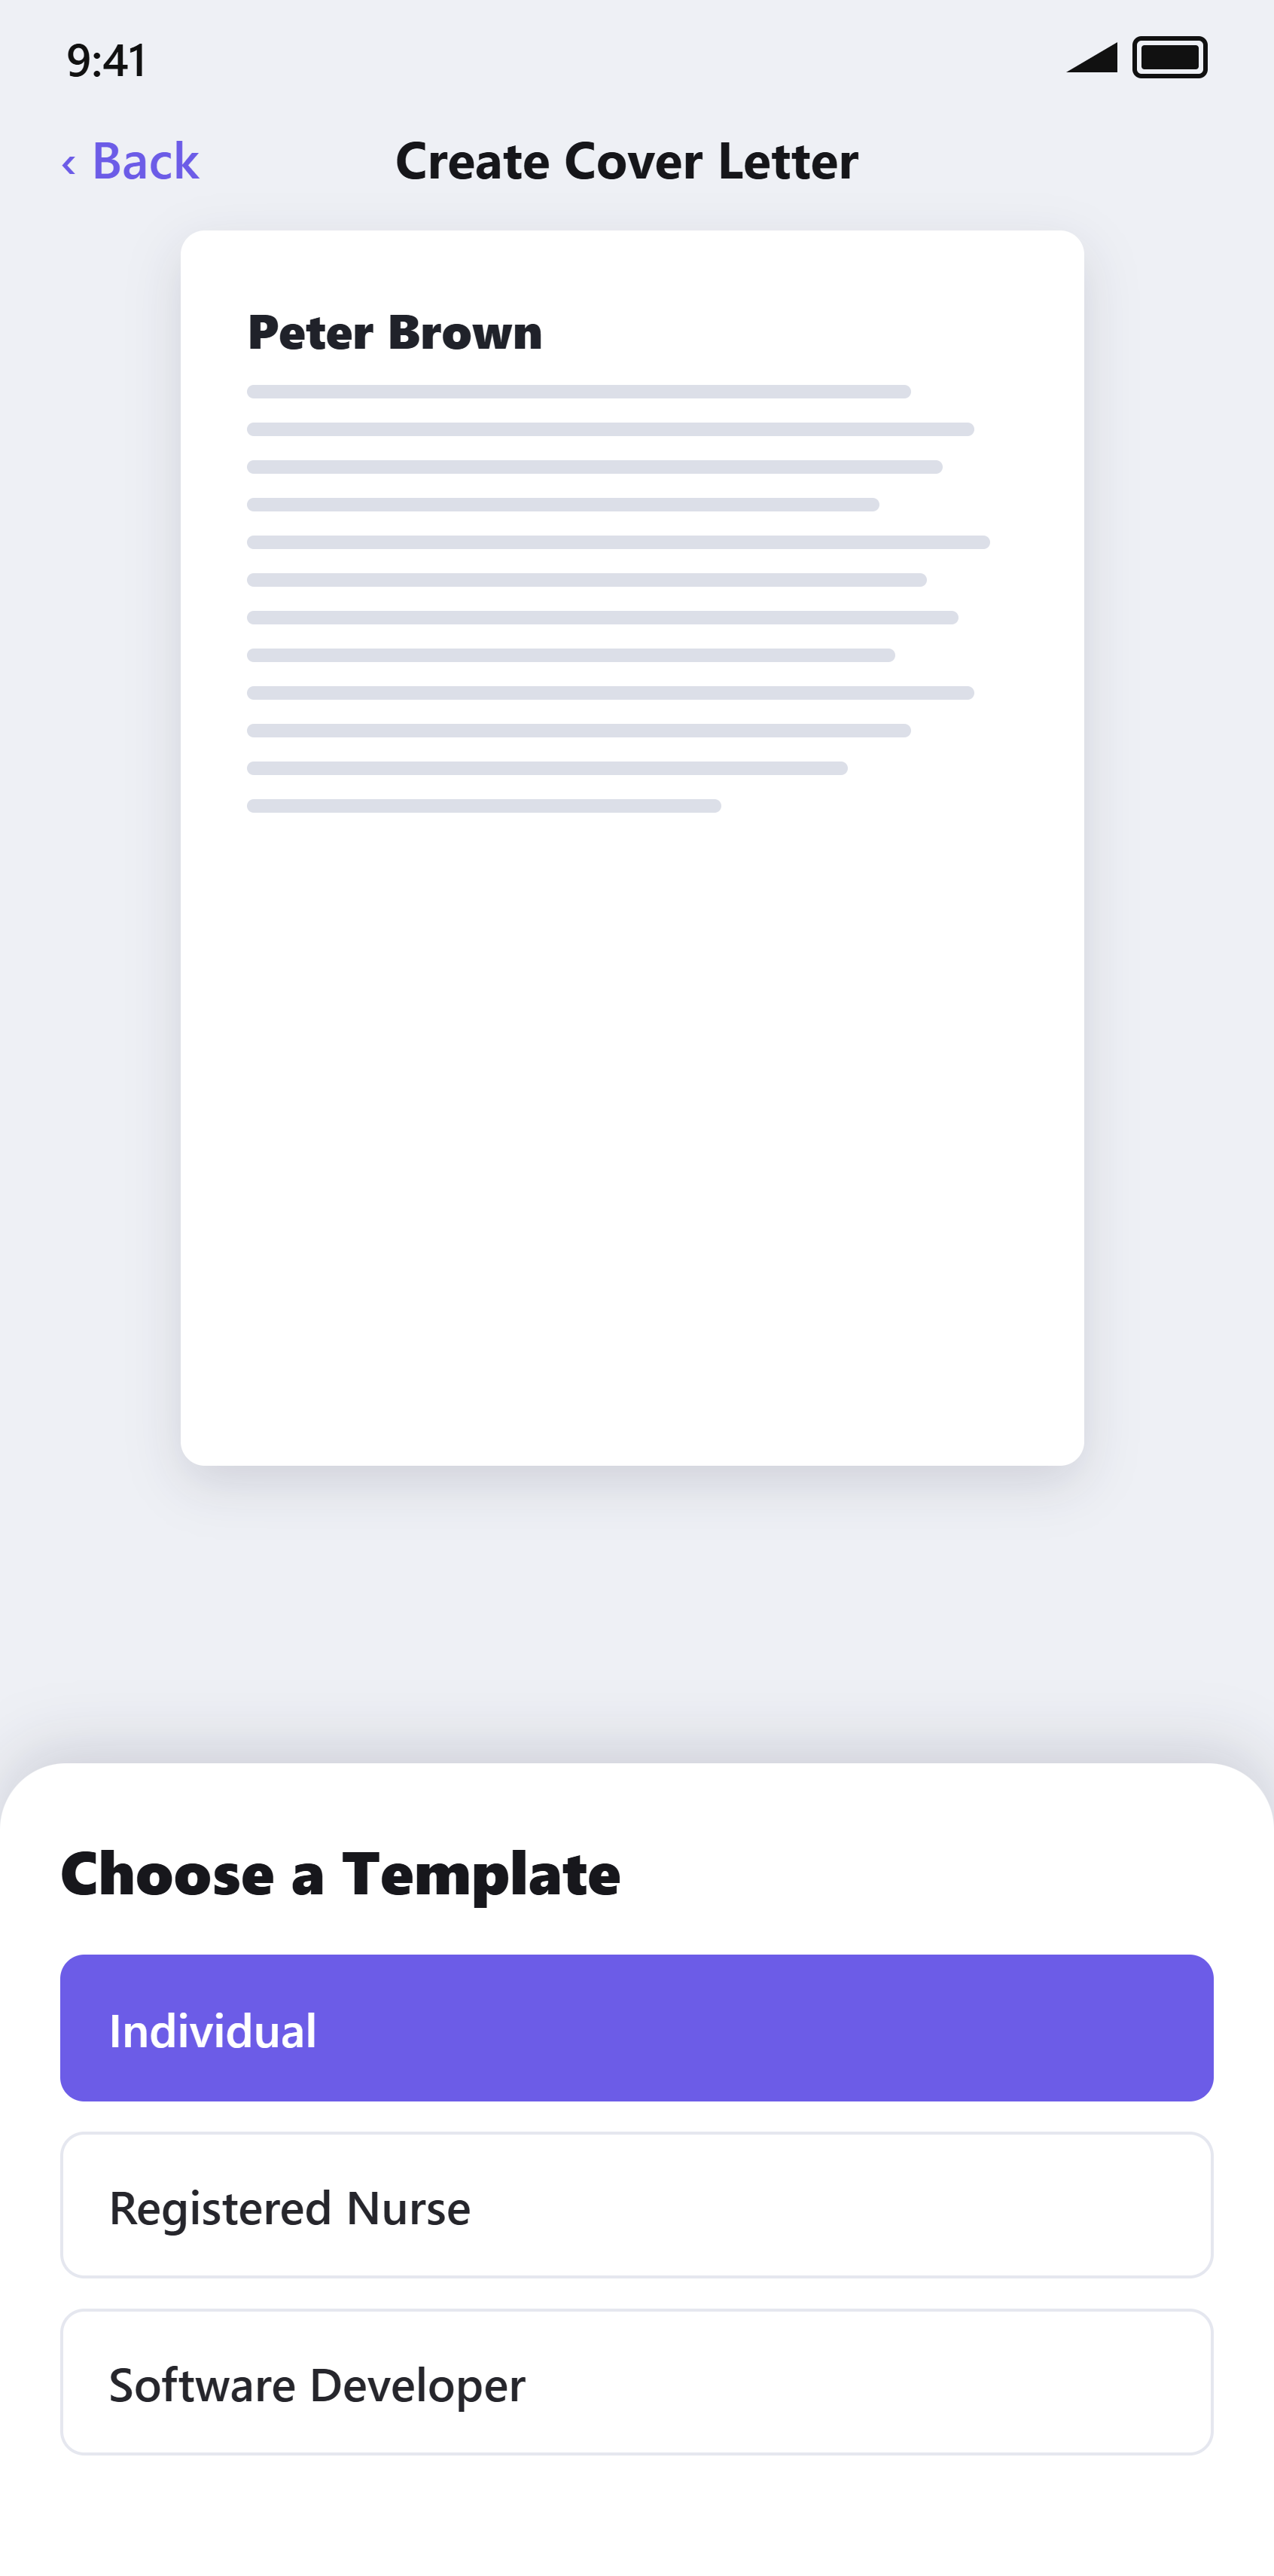 9:41
‹ Back
Create Cover Letter
Peter Brown
Choose a Template
Individual
Registered Nurse
Software Developer